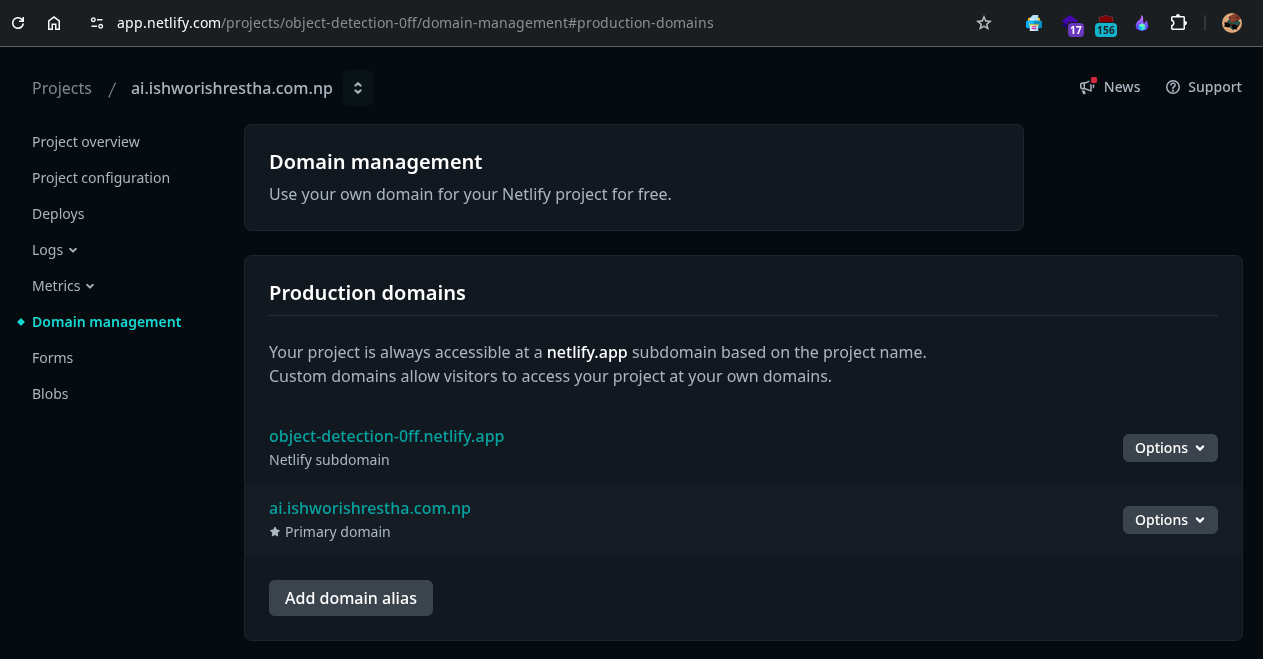 app.netlify.com/projects/object-detection-0ff/domain-management#production-domains
17
156
Projects / ai.ishworishrestha.com.np
News
Support
Project overview
Project configuration
Deploys
Logs
Metrics
Domain management
Forms
Blobs
Domain management
Use your own domain for your Netlify project for free.
Production domains
Your project is always accessible at a netlify.app subdomain based on the project name.
Custom domains allow visitors to access your project at your own domains.
object-detection-0ff.netlify.app
Netlify subdomain
Options
ai.ishworishrestha.com.np
Primary domain
Options
Add domain alias